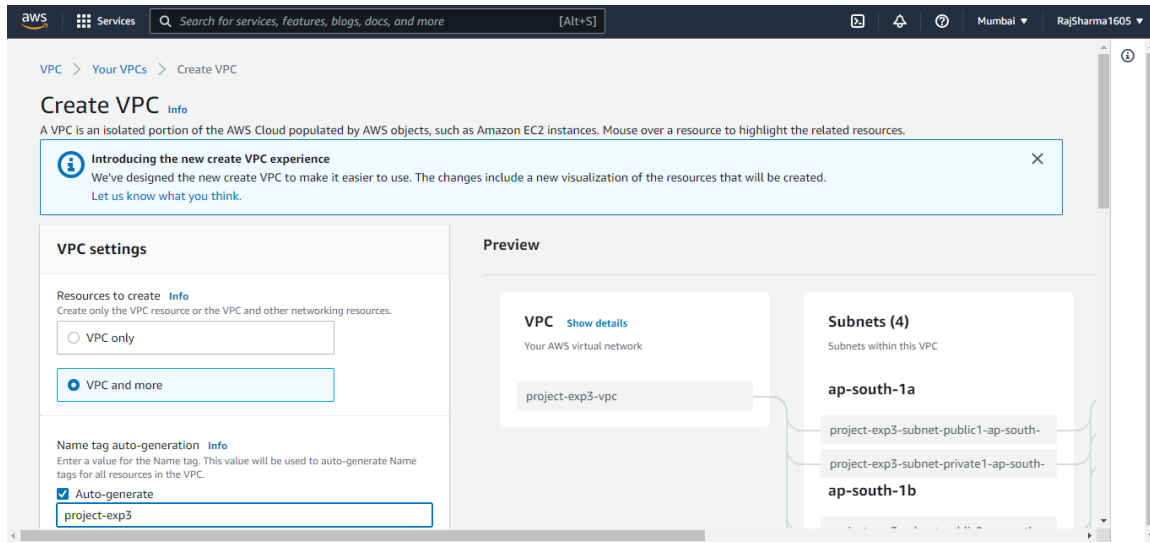 aws Services Search for services, features, blogs, docs, and more [Alt+S] Mumbai RajSharma1605
VPC > Your VPCs > Create VPC
Create VPC Info
A VPC is an isolated portion of the AWS Cloud populated by AWS objects, such as Amazon EC2 instances. Mouse over a resource to highlight the related resources.
Introducing the new create VPC experience
We've designed the new create VPC to make it easier to use. The changes include a new visualization of the resources that will be created.
Let us know what you think.
VPC settings
Resources to create Info
Create only the VPC resource or the VPC and other networking resources.
VPC only
VPC and more
Name tag auto-generation Info
Enter a value for the Name tag. This value will be used to auto-generate Name
tags for all resources in the VPC.
Auto-generate
project-exp3
Preview
VPC Show details
Your AWS virtual network
project-exp3-vpc
Subnets (4)
Subnets within this VPC
ap-south-1a
project-exp3-subnet-public1-ap-south-
project-exp3-subnet-private1-ap-south-
ap-south-1b